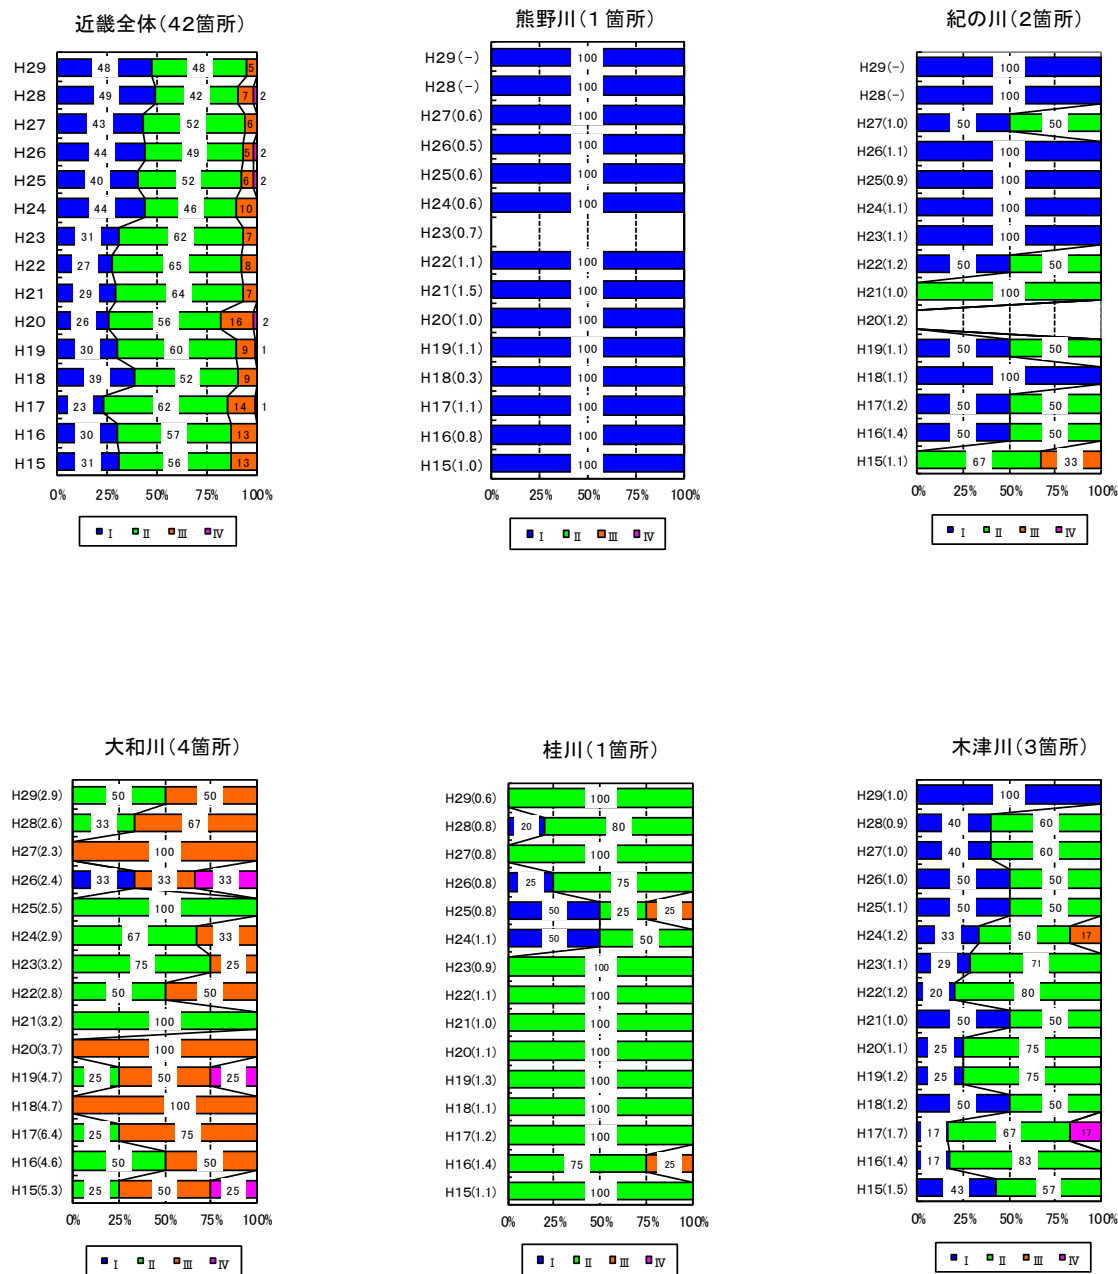 近畿全体(42箇所)
H29 48 48 5
H28 49 42 7 2
H27 43 52 6
H26 44 49 5 2
H25 40 52 6 2
H24 44 46 10
H23 31 62 7
H22 27 65 8
H21 29 64 7
H20 26 56 16 2
H19 30 60 9 1
H18 39 52 9
H17 23 62 14 1
H16 30 57 13
H15 31 56 13
0% 25% 50% 75% 100%
Ⅰ Ⅱ Ⅲ Ⅳ
熊野川(1箇所)
H29(-) 100
H28(-) 100
H27(0.6) 100
H26(0.5) 100
H25(0.6) 100
H24(0.6) 100
H23(0.7)
H22(1.1) 100
H21(1.5) 100
H20(1.0) 100
H19(1.1) 100
H18(0.3) 100
H17(1.1) 100
H16(0.8) 100
H15(1.0) 100
0% 25% 50% 75% 100%
Ⅰ Ⅱ Ⅲ Ⅳ
紀の川(2箇所)
H29(-) 100
H28(-) 100
H27(1.0) 50 50
H26(1.1) 100
H25(0.9) 100
H24(1.1) 100
H23(1.1) 100
H22(1.2) 50 50
H21(1.0) 100
H20(1.2)
H19(1.1) 50 50
H18(1.1) 100
H17(1.2) 50 50
H16(1.4) 50 50
H15(1.1) 67 33
0% 25% 50% 75% 100%
Ⅰ Ⅱ Ⅲ Ⅳ
大和川(4箇所)
H29(2.9) 50 50
H28(2.6) 33 67
H27(2.3) 100
H26(2.4) 33 33 33
H25(2.5) 100
H24(2.9) 67 33
H23(3.2) 75 25
H22(2.8) 50 50
H21(3.2) 100
H20(3.7) 100
H19(4.7) 25 50 25
H18(4.7) 100
H17(6.4) 25 75
H16(4.6) 50 50
H15(5.3) 25 50 25
0% 25% 50% 75% 100%
Ⅰ Ⅱ Ⅲ Ⅳ
桂川(1箇所)
H29(0.6) 100
H28(0.8) 20 80
H27(0.8) 100
H26(0.8) 25 75
H25(0.8) 50 25 25
H24(1.1) 50 50
H23(0.9) 100
H22(1.1) 100
H21(1.0) 100
H20(1.1) 100
H19(1.3) 100
H18(1.1) 100
H17(1.2) 100
H16(1.4) 75 25
H15(1.1) 100
0% 25% 50% 75% 100%
Ⅰ Ⅱ Ⅲ Ⅳ
木津川(3箇所)
H29(1.0) 100
H28(0.9) 40 60
H27(1.0) 40 60
H26(1.0) 50 50
H25(1.1) 50 50
H24(1.2) 33 50 17
H23(1.1) 29 71
H22(1.2) 20 80
H21(1.0) 50 50
H20(1.1) 25 75
H19(1.2) 25 75
H18(1.2) 50 50
H17(1.7) 17 67 17
H16(1.4) 17 83
H15(1.5) 43 57
0% 25% 50% 75% 100%
Ⅰ Ⅱ Ⅲ Ⅳ